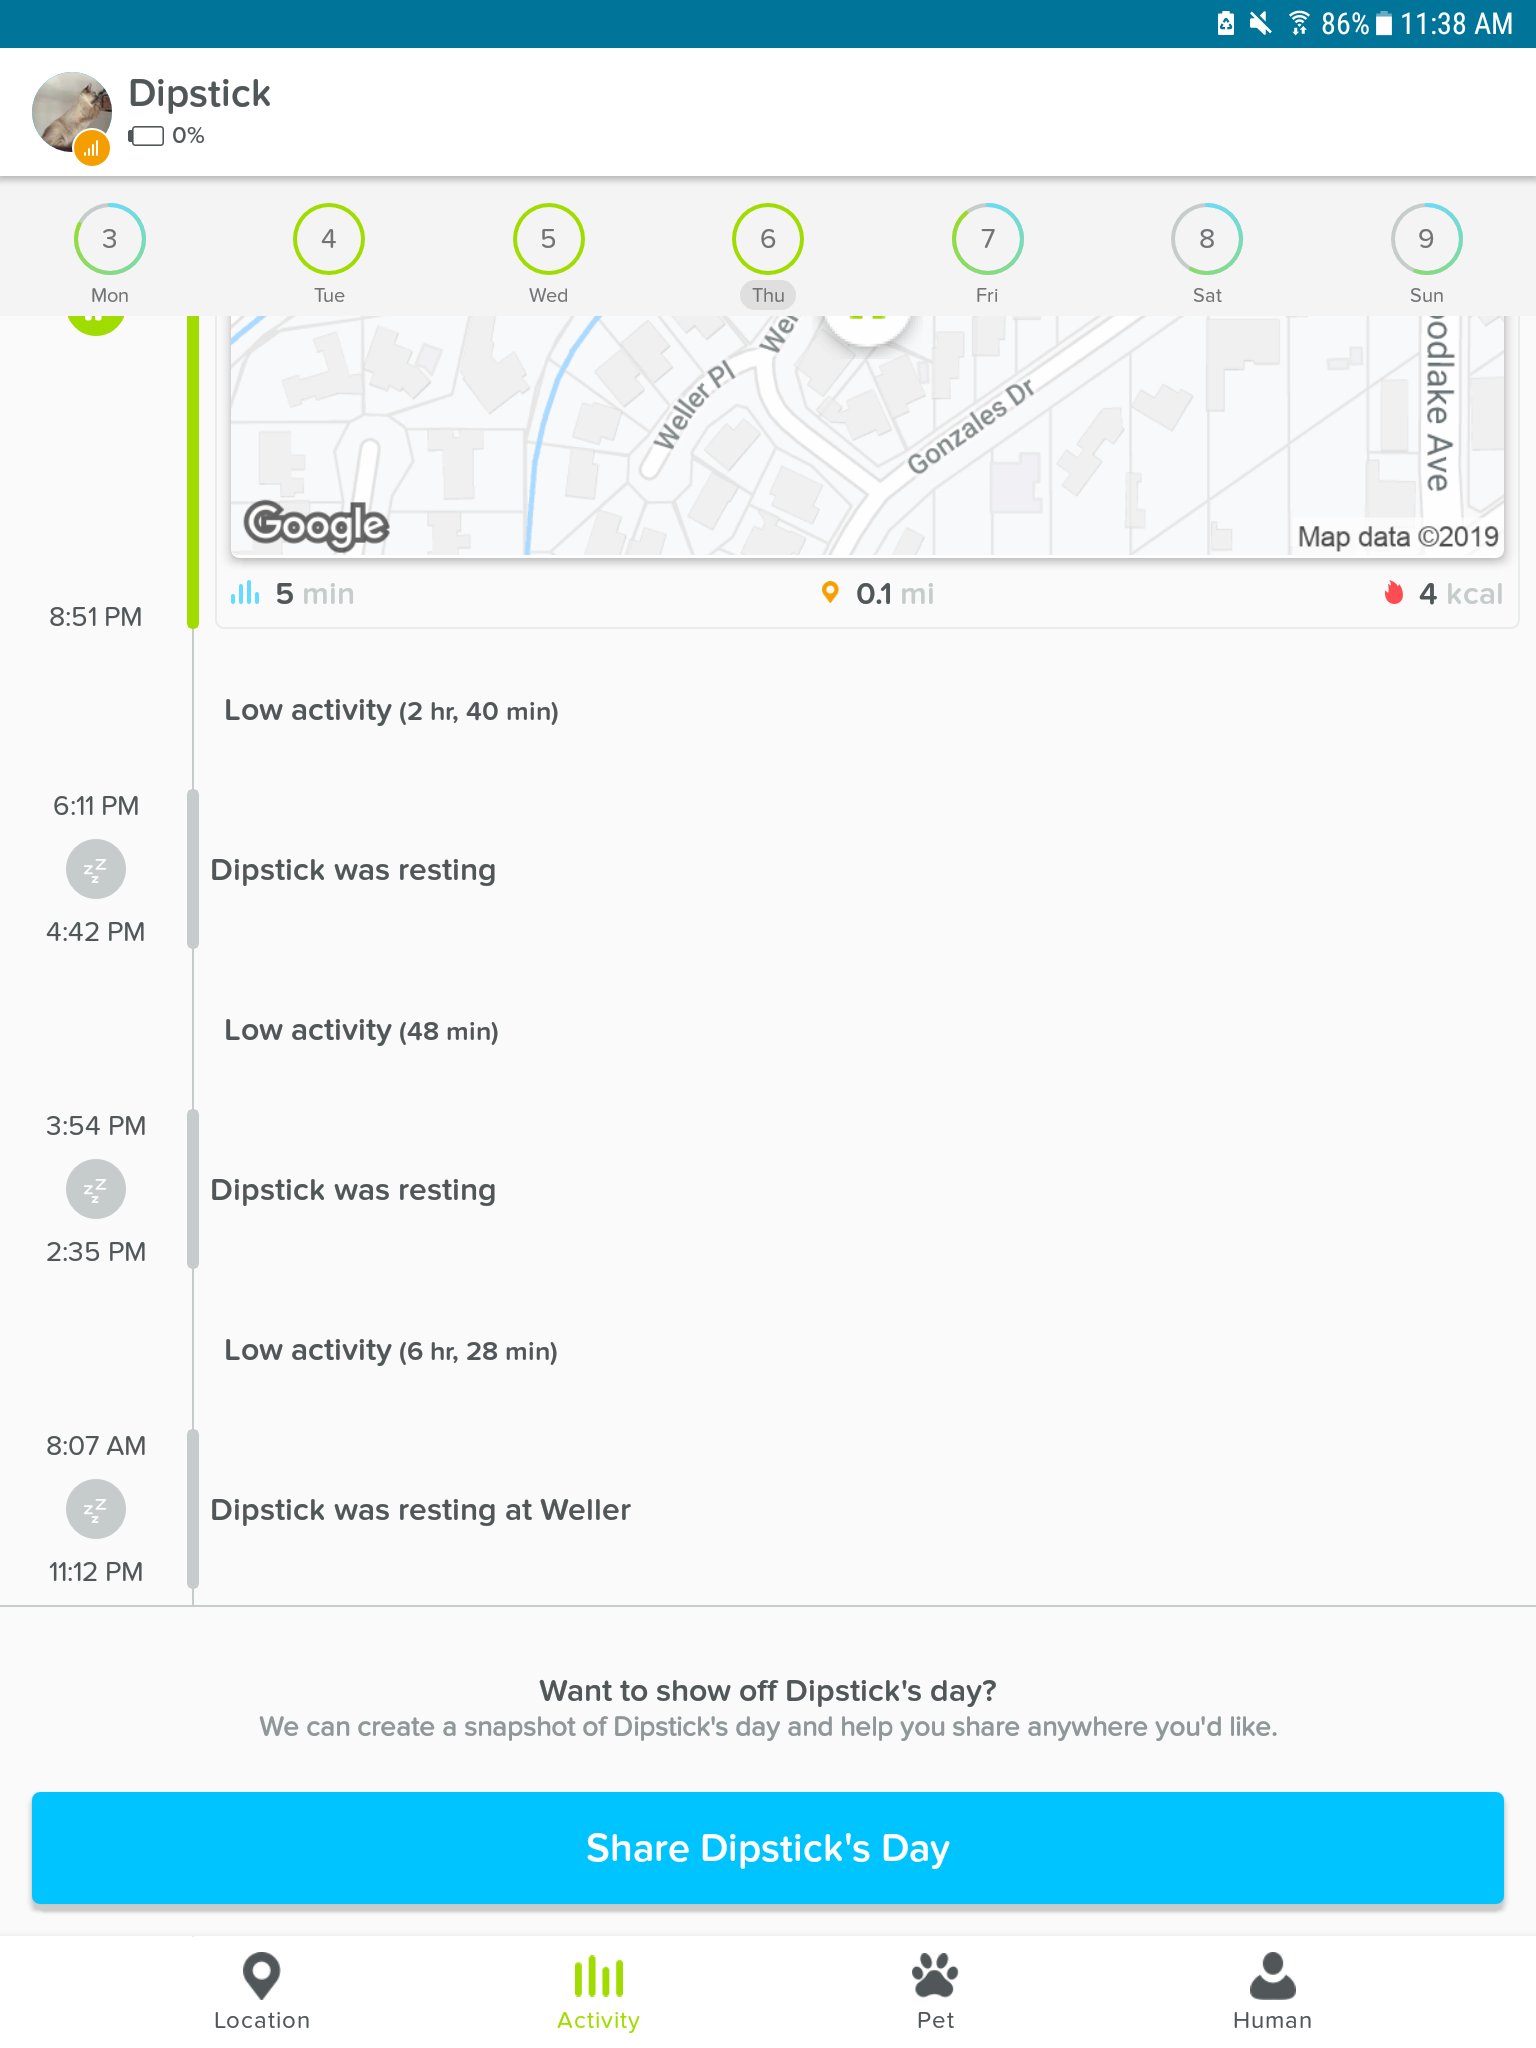 86% 11:38 AM
Dipstick
0%
3 4 5 6 7 8 9
Mon Tue Wed Thu Fri Sat Sun
Weller Pl
Gonzales Dr
Google
Map data ©2019
5 min 0.1 mi 4 kcal
8:51 PM
Low activity (2 hr, 40 min)
6:11 PM
zzz
Dipstick was resting
4:42 PM
Low activity (48 min)
3:54 PM
zzz
Dipstick was resting
2:35 PM
Low activity (6 hr, 28 min)
8:07 AM
zzz
Dipstick was resting at Weller
11:12 PM
Want to show off Dipstick's day?
We can create a snapshot of Dipstick's day and help you share anywhere you'd like.
Share Dipstick's Day
Location Activity Pet Human